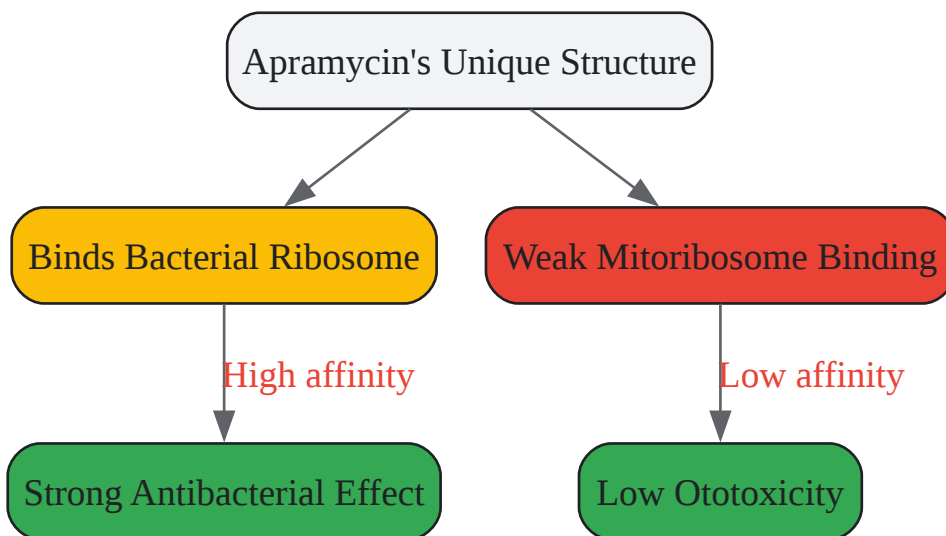 Apramycin's Unique Structure
Binds Bacterial Ribosome
Weak Mitoribosome Binding
High affinity
Low affinity
Strong Antibacterial Effect
Low Ototoxicity